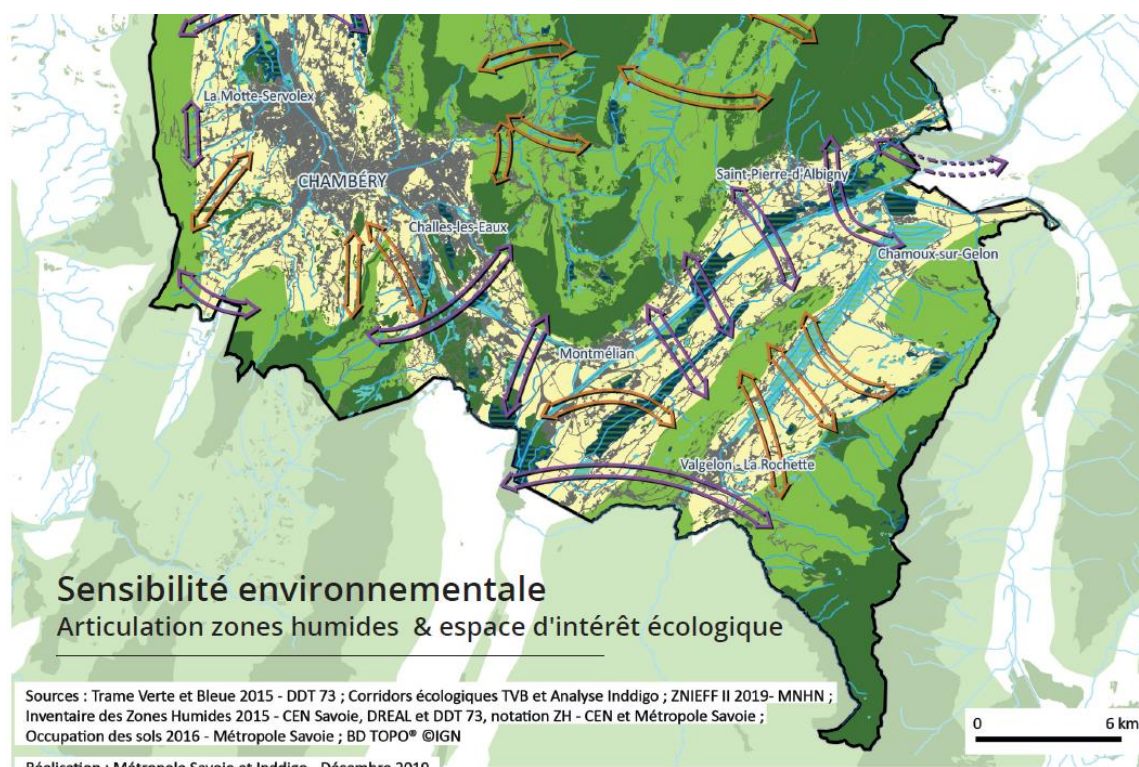 La Motte-Servolex
CHAMBÉRY
Saint-Pierre-d'Albigny
Challes-les-Eaux
Chamoux-sur-Gelon
Montmélian
Valgelon - La Rochette
Sensibilité environnementale
Articulation zones humides & espace d'intérêt écologique
Sources : Trame Verte et Bleue 2015 - DDT 73 ; Corridors écologiques TVB et Analyse Inddigo ; ZNIEFF II 2019- MNHN ;
Inventaire des Zones Humides 2015 - CEN Savoie, DREAL et DDT 73, notation ZH - CEN et Métropole Savoie ;
Occupation des sols 2016 - Métropole Savoie ; BD TOPO® ©IGN
0 6 km
Réalisation : Métropole Savoie et Inddigo - Décembre 2019